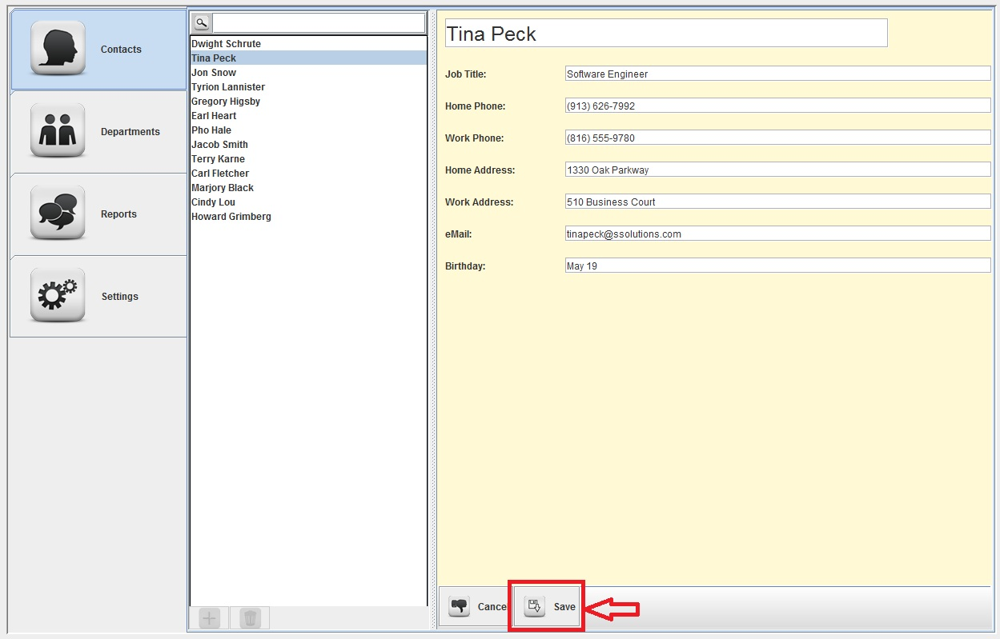 Contacts
Departments
Reports
Settings
Dwight Schrute
Tina Peck
Jon Snow
Tyrion Lannister
Gregory Higsby
Earl Heart
Pho Hale
Jacob Smith
Terry Karne
Carl Fletcher
Marjory Black
Cindy Lou
Howard Grimberg
Tina Peck
Job Title: Software Engineer
Home Phone: (913) 626-7992
Work Phone: (816) 555-9780
Home Address: 1330 Oak Parkway
Work Address: 510 Business Court
eMail: tinapeck@ssolutions.com
Birthday: May 19
Cancel Save